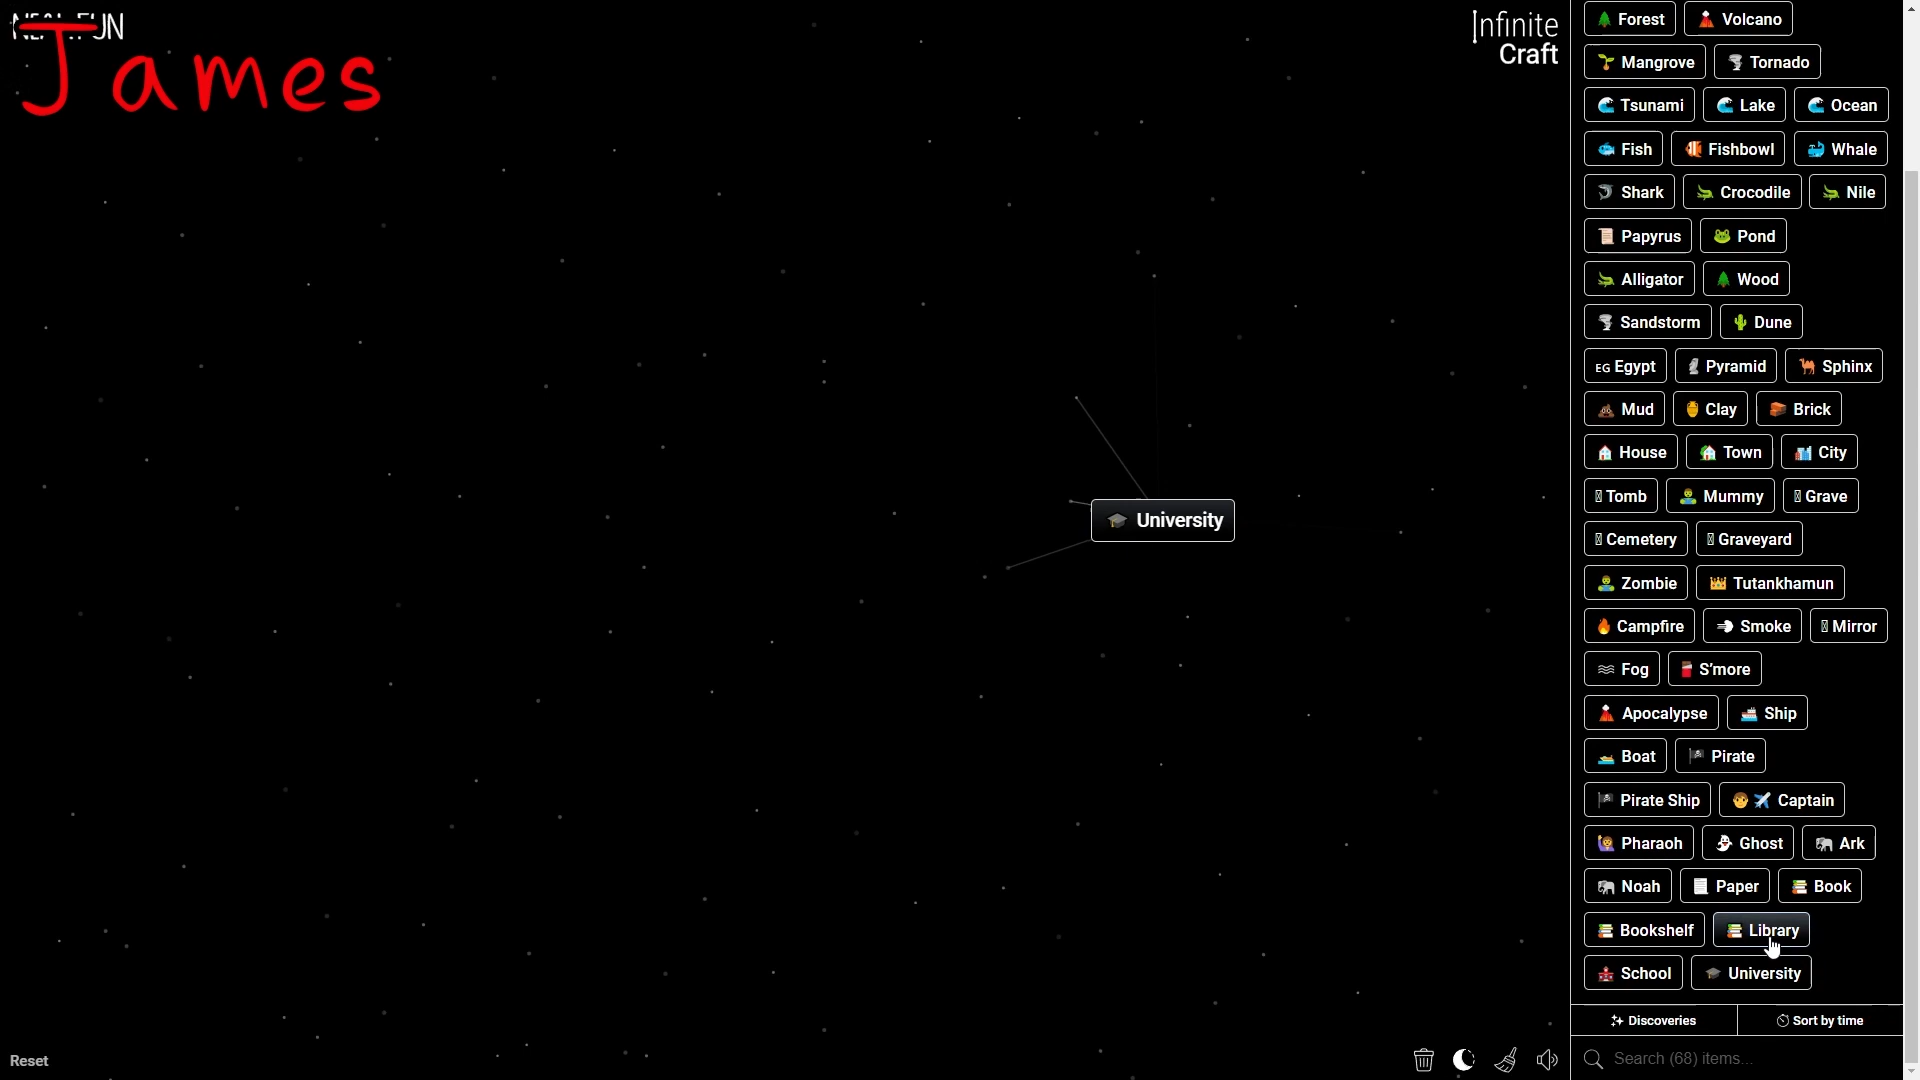 NEAL.FUN
James
Infinite
Craft
University
Forest Volcano
Mangrove Tornado
Tsunami Lake Ocean
Fish Fishbowl Whale
Shark Crocodile Nile
Papyrus Pond
Alligator Wood
Sandstorm Dune
EG Egypt Pyramid Sphinx
Mud Clay Brick
House Town City
Tomb Mummy Grave
Cemetery Graveyard
Zombie Tutankhamun
Campfire Smoke Mirror
Fog S'more
Apocalypse Ship
Boat Pirate
Pirate Ship Captain
Pharaoh Ghost Ark
Noah Paper Book
Bookshelf Library
School University
Discoveries Sort by time
Reset
Search (68) items...